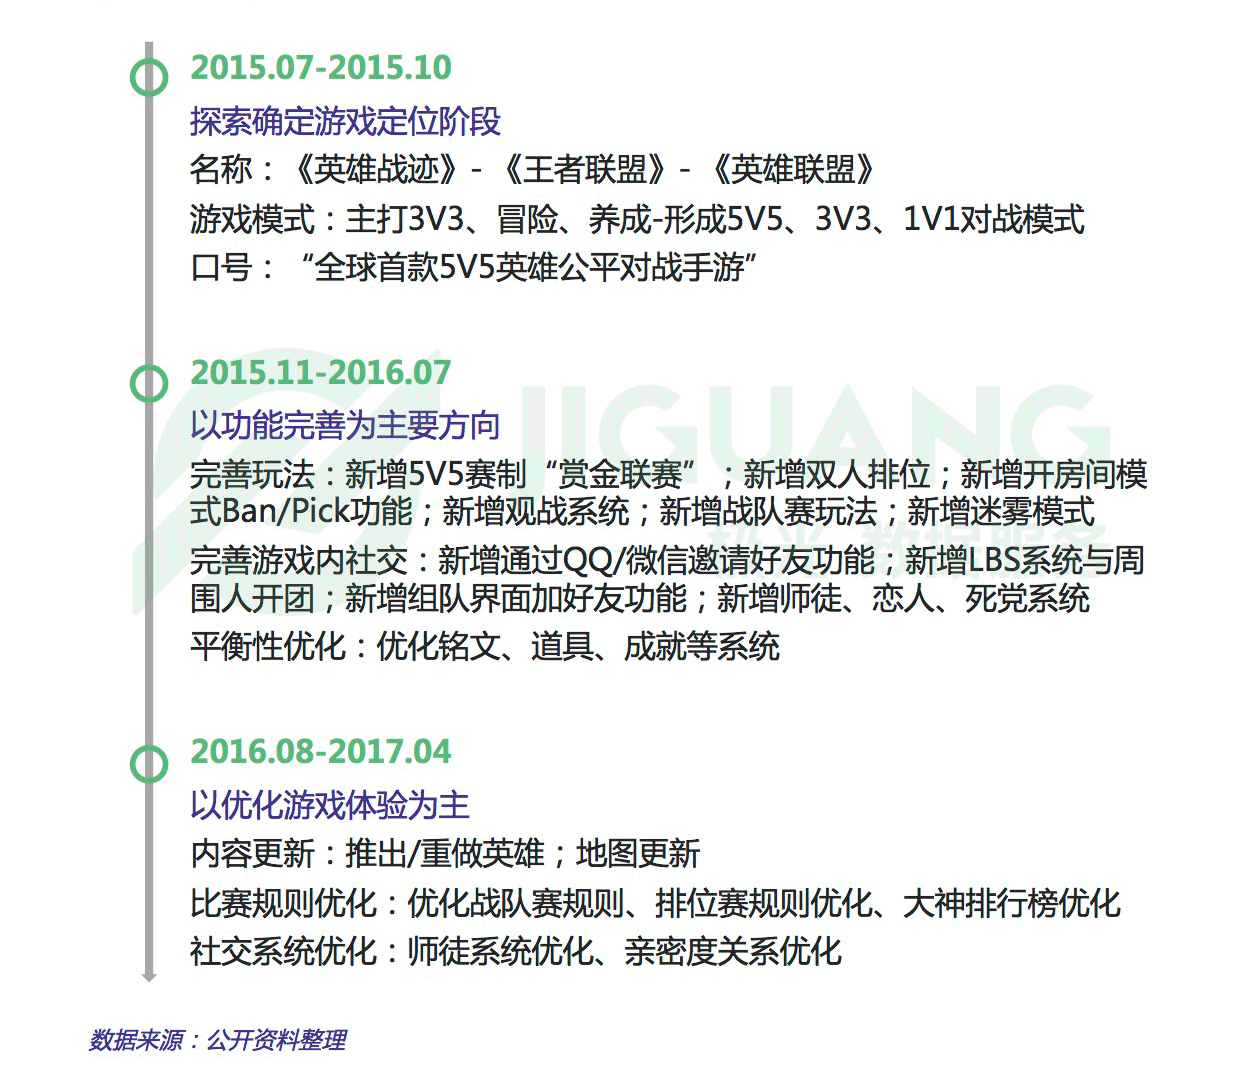 2015.07-2015.10
探索确定游戏定位阶段
名称：《英雄战迹》-《王者联盟》-《英雄联盟》
游戏模式：主打3V3、冒险、养成-形成5V5、3V3、1V1对战模式
口号：“全球首款5V5英雄公平对战手游”
2015.11-2016.07
以功能完善为主要方向
完善玩法：新增5V5赛制“赏金联赛”；新增双人排位；新增开房间模
式Ban/Pick功能；新增观战系统；新增战队赛玩法；新增迷雾模式
完善游戏内社交：新增通过QQ/微信邀请好友功能；新增LBS系统与周
围人开团；新增组队界面加好友功能；新增师徒、恋人、死党系统
平衡性优化：优化铭文、道具、成就等系统
JIGUANG
极光 数据服务
2016.08-2017.04
以优化游戏体验为主
内容更新：推出/重做英雄；地图更新
比赛规则优化：优化战队赛规则、排位赛规则优化、大神排行榜优化
社交系统优化：师徒系统优化、亲密度关系优化
数据来源：公开资料整理